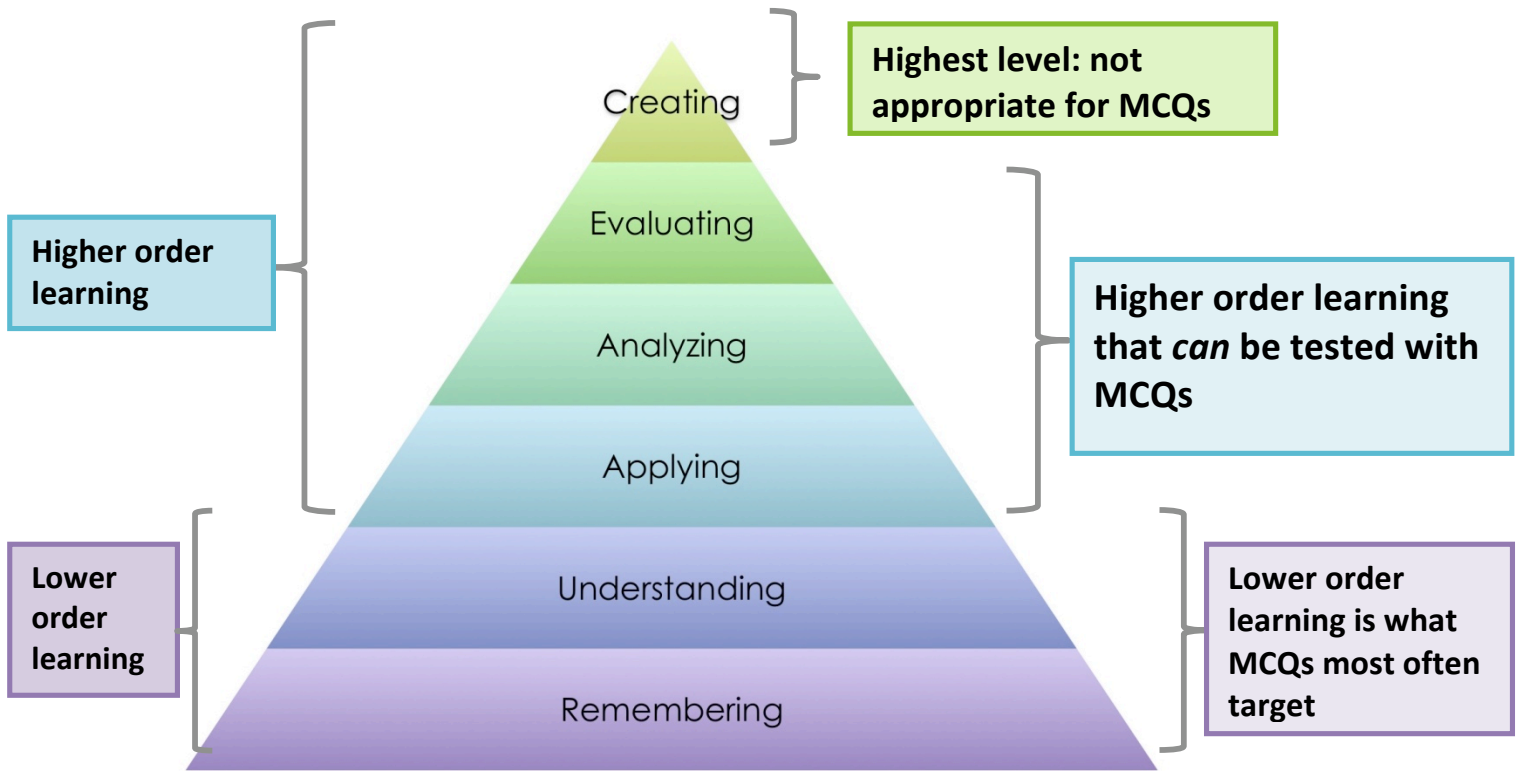 Creating
Highest level: not
appropriate for MCQs
Evaluating
Higher order
learning
Analyzing
Higher order learning
that can be tested with
MCQs
Applying
Lower
order
learning
Understanding
Lower order
learning is what
MCQs most often
target
Remembering